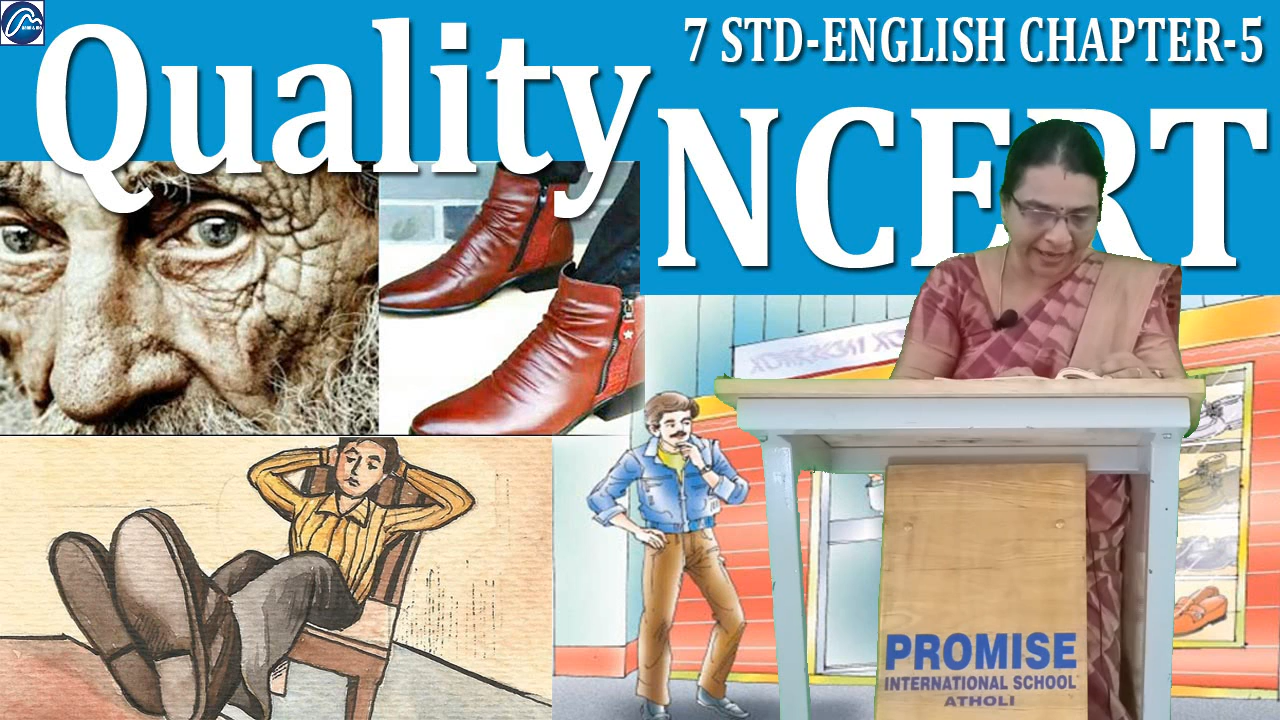 Quality
7 STD-ENGLISH CHAPTER-5
NCERT
PROMISE
INTERNATIONAL SCHOOL
ATHOLI